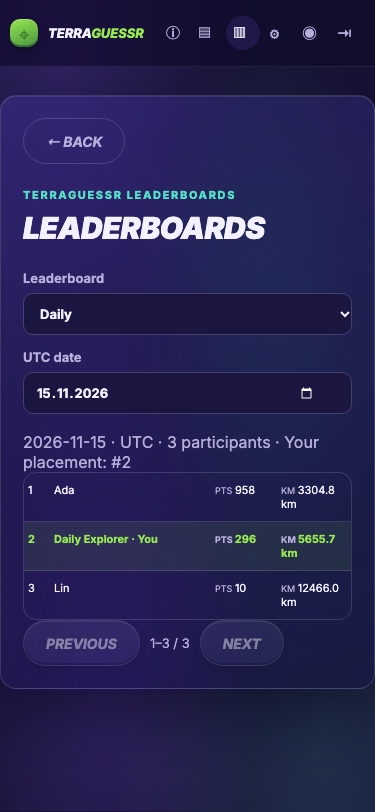 TERRAGUESSR
← BACK
TERRAGUESSR LEADERBOARDS
LEADERBOARDS
Leaderboard
Daily
UTC date
15.11.2026
2026-11-15 · UTC · 3 participants · Your
placement: #2
1 Ada PTS 958 KM 3304.8
km
2 Daily Explorer · You PTS 296 KM 5655.7
km
3 Lin PTS 10 KM 12466.0
km
PREVIOUS 1–3 / 3 NEXT